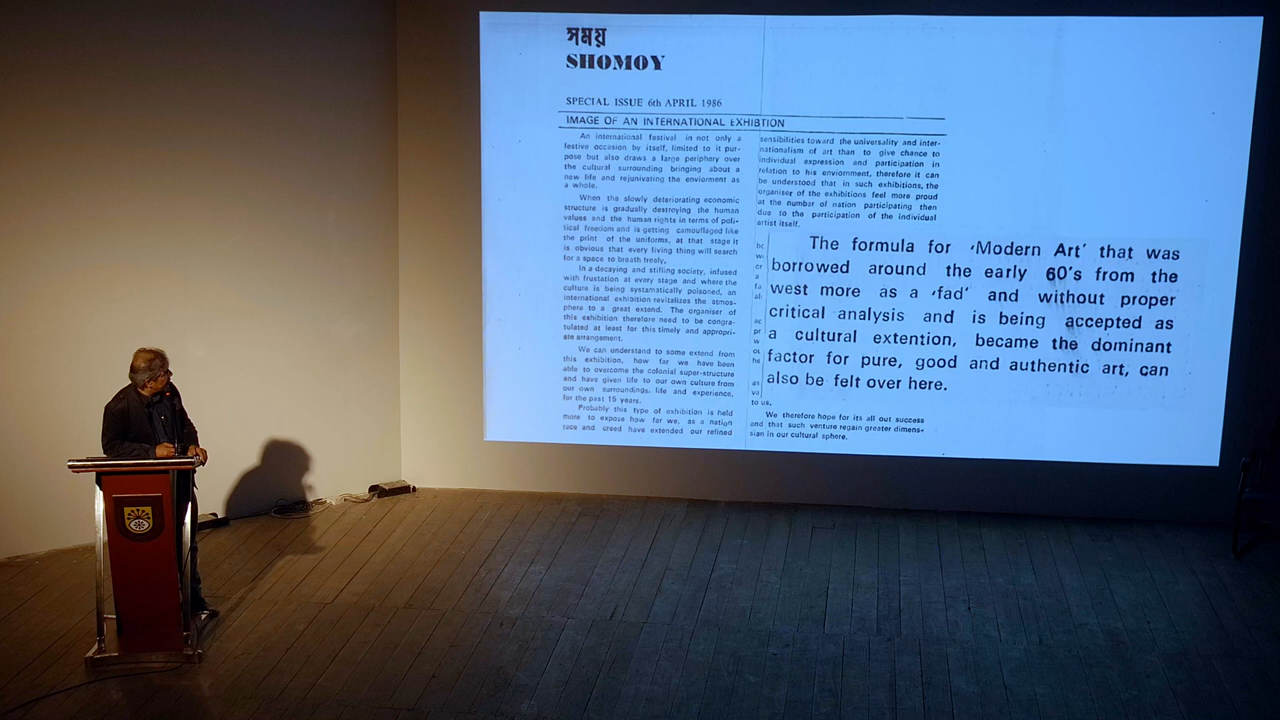 সময়
SHOMOY
SPECIAL ISSUE 6th APRIL 1986
IMAGE OF AN INTERNATIONAL EXHIBTION
An international festival in not only a
festive occasion by itself, limited to it pur-
pose but also draws a large periphery over
the cultural surrounding bringing about a
new life and rejunivating the enviorment as
a whole.
When the slowly deteriorating economic
structure is gradually destroying the human
values and the human rights in terms of poli-
tical freedom and is getting camouflaged like
the print of the uniforms, at that stage it
is obvious that every living thing will search
for a space to breath freely.
In a decaying and stifling society, infused
with frustation at every stage and where the
culture is being systamatically poisoned, an
international exhibition revitalizes the atmos-
phere to a great extend. The organiser of
this exhibition therefore need to be congra-
tulated at least for this timely and appropri-
ate arrangement.
We can understand to some extend from
this exhibition, how far we have been
able to overcome the colonial super-structure
and have given life to our own culture from
our own surroundings, life and experience,
for the past 15 years.
Probably this type of exhibition is held
more to expose how far we, as a nation
race and creed have extended our refined
sensibilities toward the universality and inter-
nationalism of art than to give chance to
individual expression and participation in
relation to his enviornment, therefore it can
be understood that in such exhibitions, the
organiser of the exhibitions feel more proud
at the number of nation participating then
due to the participation of the individual
artist itself.
The formula for 'Modern Art' that was
borrowed around the early 60's from the
west more as a 'fad' and without proper
critical analysis and is being accepted as
a cultural extention, became the dominant
factor for pure, good and authentic art, can
also be felt over here.
to us.
We therefore hope for its all out success
and that such venture regain greater dimens-
sian in our cultural sphere.